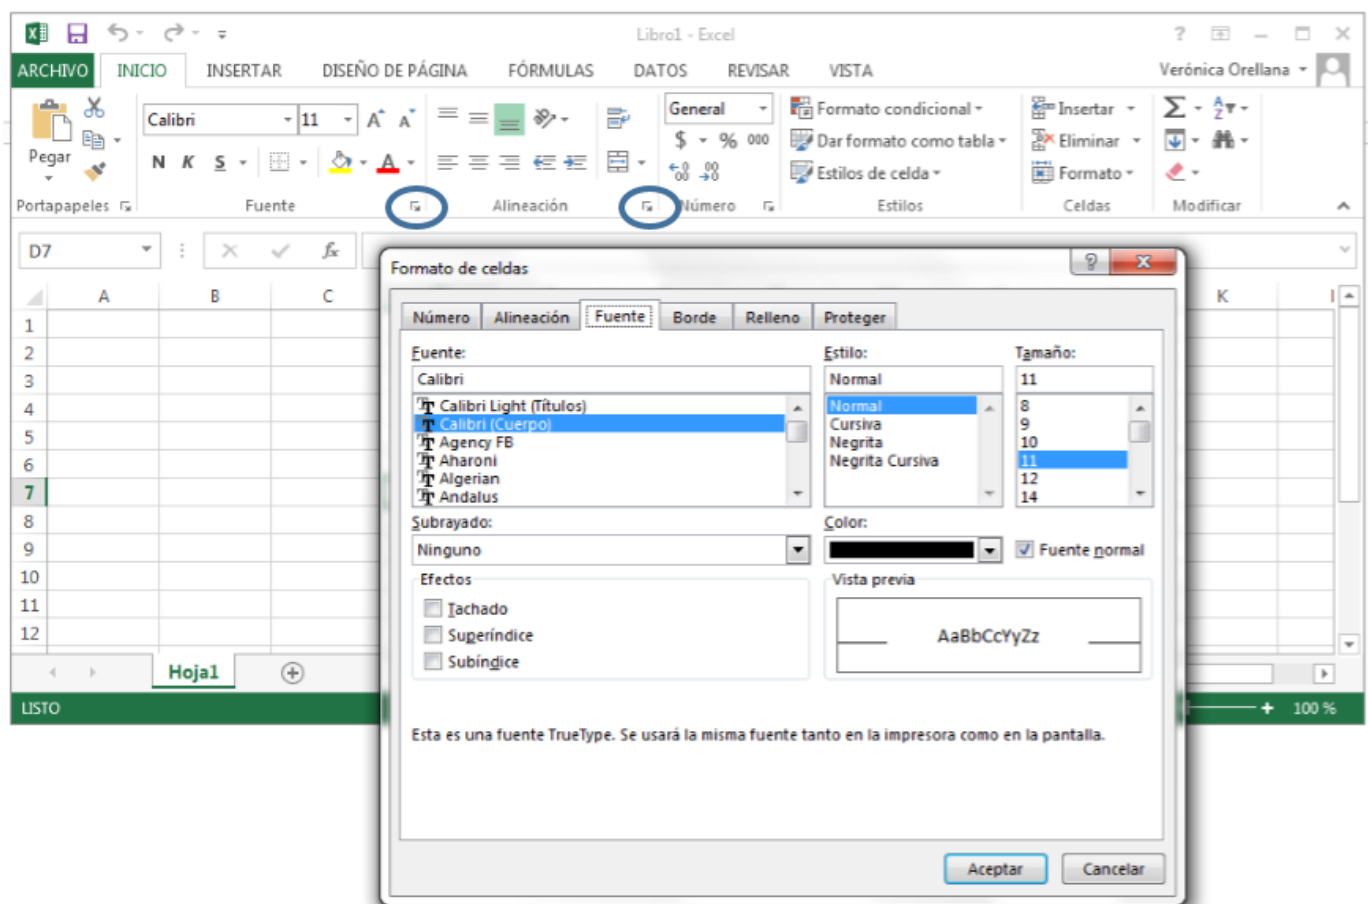 Libro1 - Excel
ARCHIVO INICIO INSERTAR DISEÑO DE PÁGINA FÓRMULAS DATOS REVISAR VISTA Verónica Orellana
Calibri 11 General Formato condicional Insertar
Pegar $ % 000 Dar formato como tabla Eliminar
N K S A Estilos de celda Formato
Portapapeles Fuente Alineación Número Estilos Celdas Modificar
D7 fx
Formato de celdas
A B C K
Número Alineación Fuente Borde Relleno Proteger
1
2
3
4
5
6
7
8
9
10
11
12
Fuente: Estilo: Tamaño:
Calibri Normal 11
Calibri Light (Títulos) Normal 8
Calibri (Cuerpo) Cursiva 9
Agency FB Negrita 10
Aharoni Negrita Cursiva 11
Algerian 12
Andalus 14
Subrayado: Color:
Ninguno Fuente normal
Efectos Vista previa
Tachado
Superíndice AaBbCcYyZz
Subíndice
Hoja1
LISTO 100 %
Esta es una fuente TrueType. Se usará la misma fuente tanto en la impresora como en la pantalla.
Aceptar Cancelar